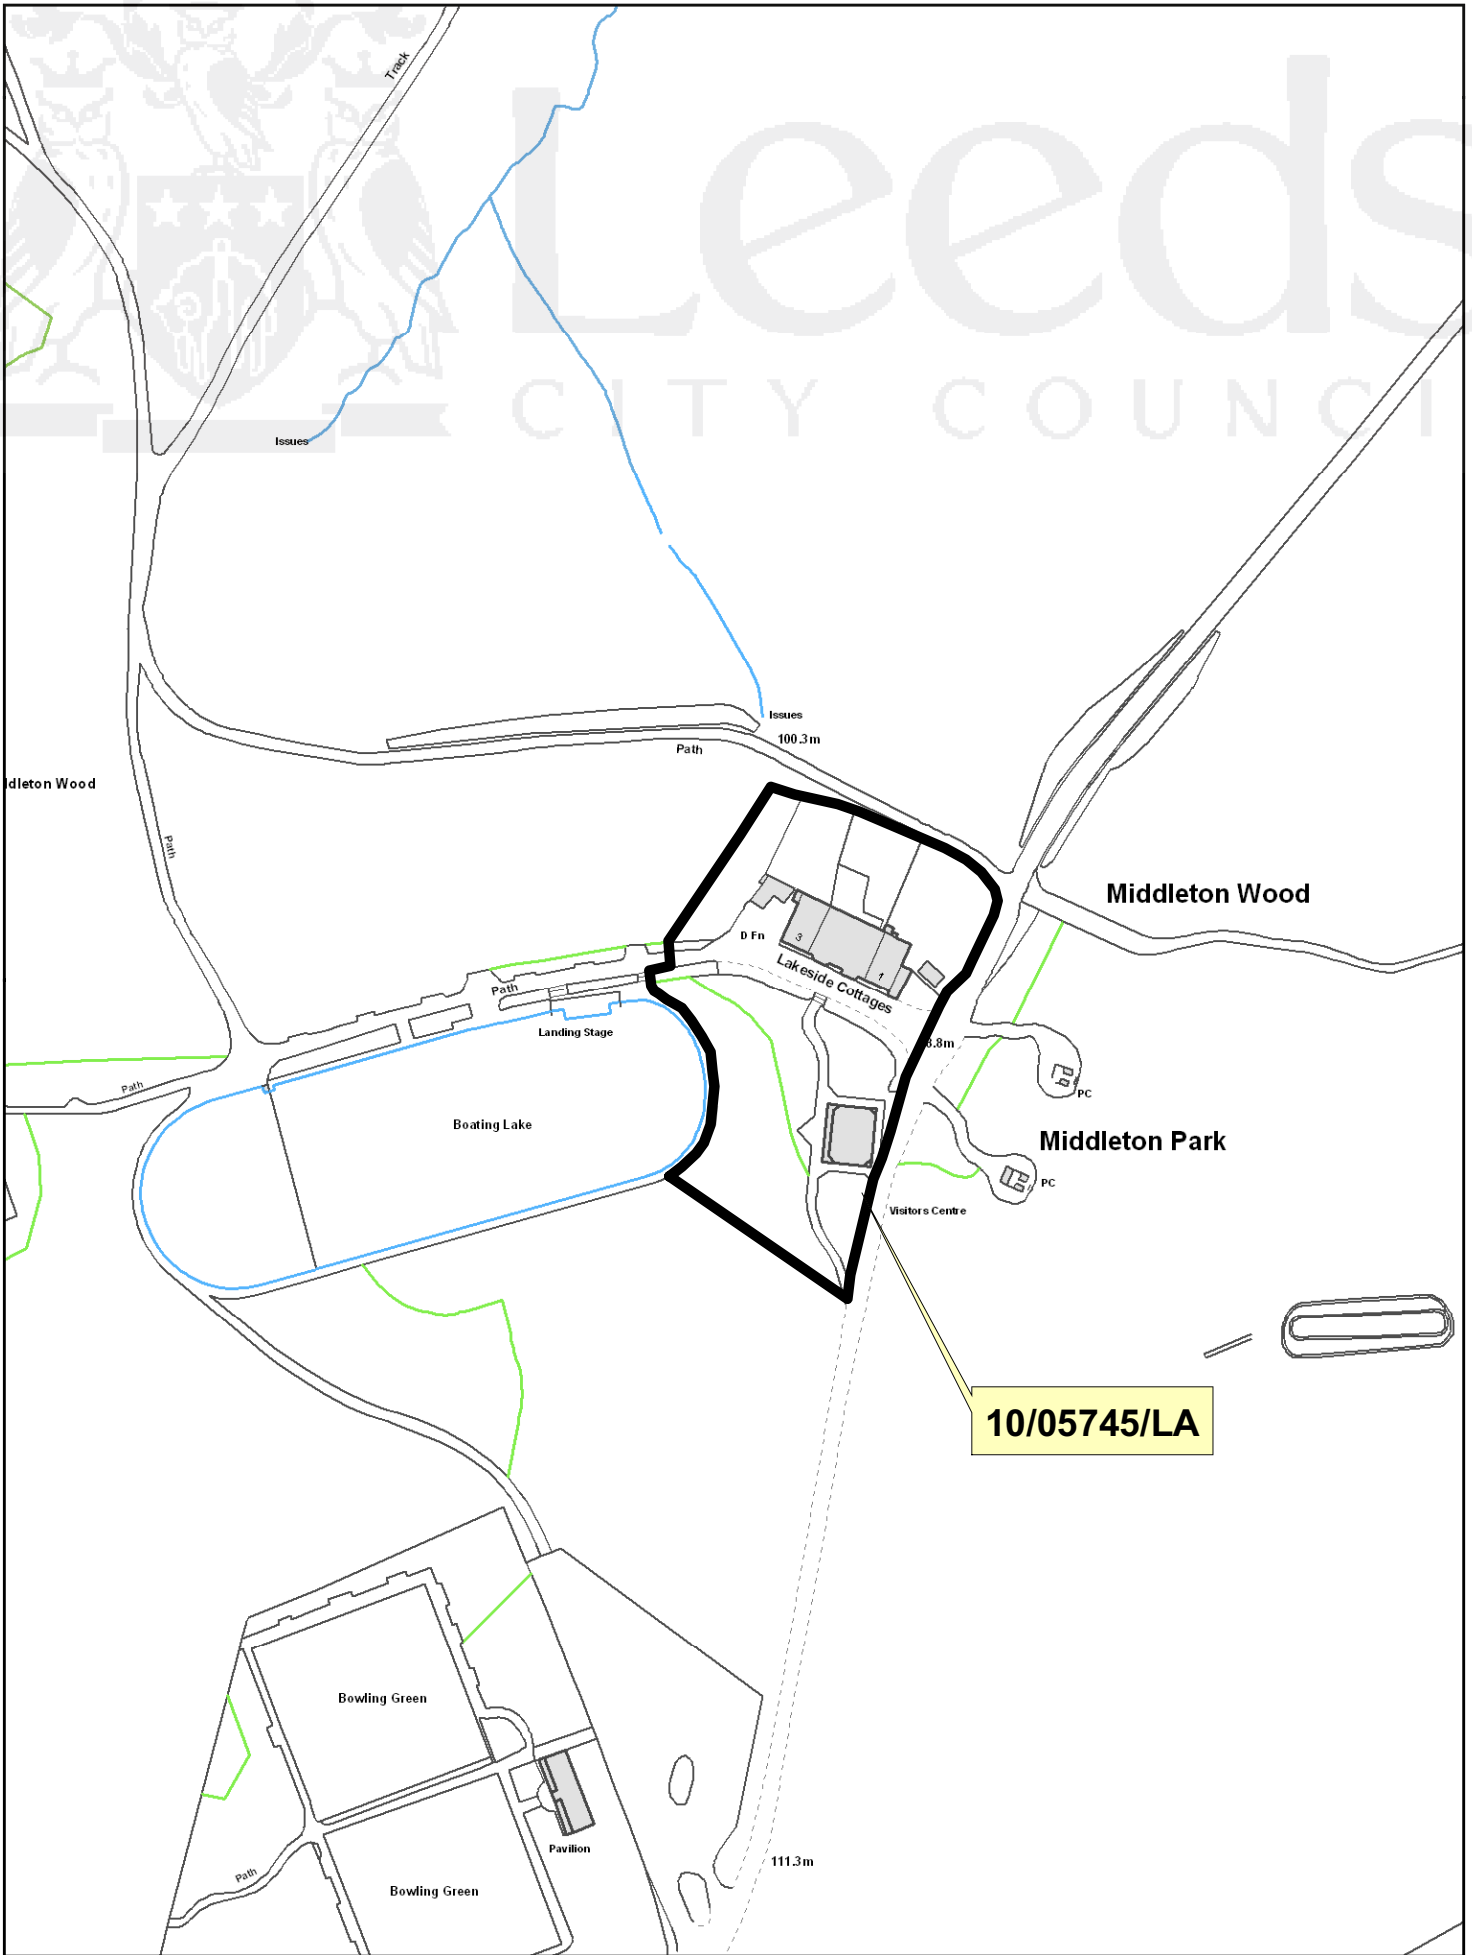 Track
Leeds
CITY COUNCI
Issues
Issues
100.3m
Path
ddleton Wood
Path
Middleton Wood
D Fn
3
1
Lakeside Cottages
Path
Landing Stage
8.8m
PC
Path
Boating Lake
Middleton Park
PC
Visitors Centre
10/05745/LA
Bowling Green
Pavilion
111.3m
Path
Bowling Green